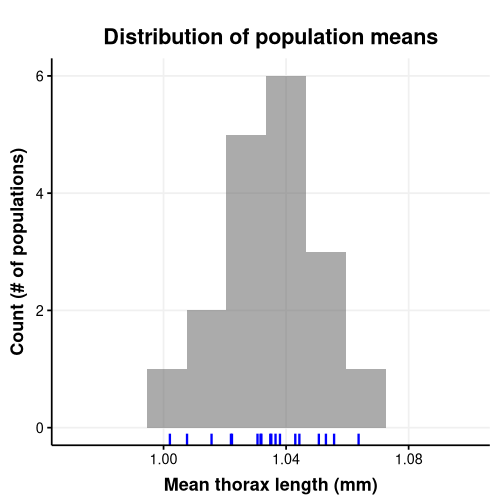 Distribution of population means
Count (# of populations)
6
4
2
0
1.00 1.04 1.08
Mean thorax length (mm)